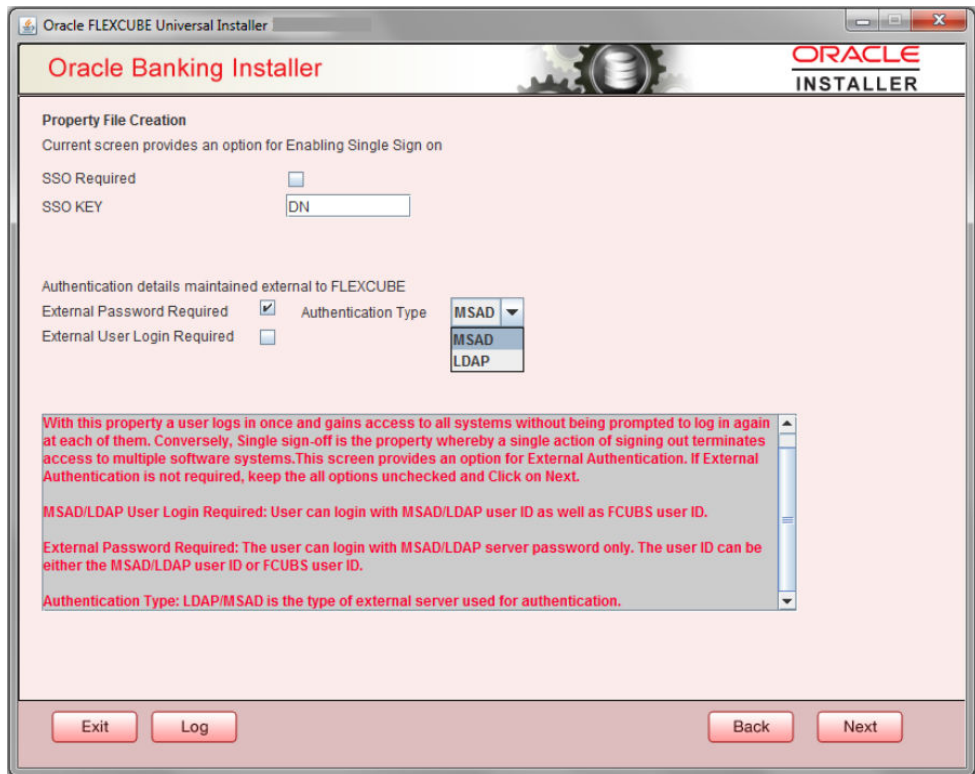 Oracle FLEXCUBE Universal Installer
Oracle Banking Installer
ORACLE
INSTALLER
Property File Creation
Current screen provides an option for Enabling Single Sign on
SSO Required
SSO KEY DN
Authentication details maintained external to FLEXCUBE
External Password Required Authentication Type MSAD
External User Login Required
MSAD
LDAP
With this property a user logs in once and gains access to all systems without being prompted to log in again
at each of them. Conversely, Single sign-off is the property whereby a single action of signing out terminates
access to multiple software systems.This screen provides an option for External Authentication. If External
Authentication is not required, keep the all options unchecked and Click on Next.
MSAD/LDAP User Login Required: User can login with MSAD/LDAP user ID as well as FCUBS user ID.
External Password Required: The user can login with MSAD/LDAP server password only. The user ID can be
either the MSAD/LDAP user ID or FCUBS user ID.
Authentication Type: LDAP/MSAD is the type of external server used for authentication.
Exit Log Back Next